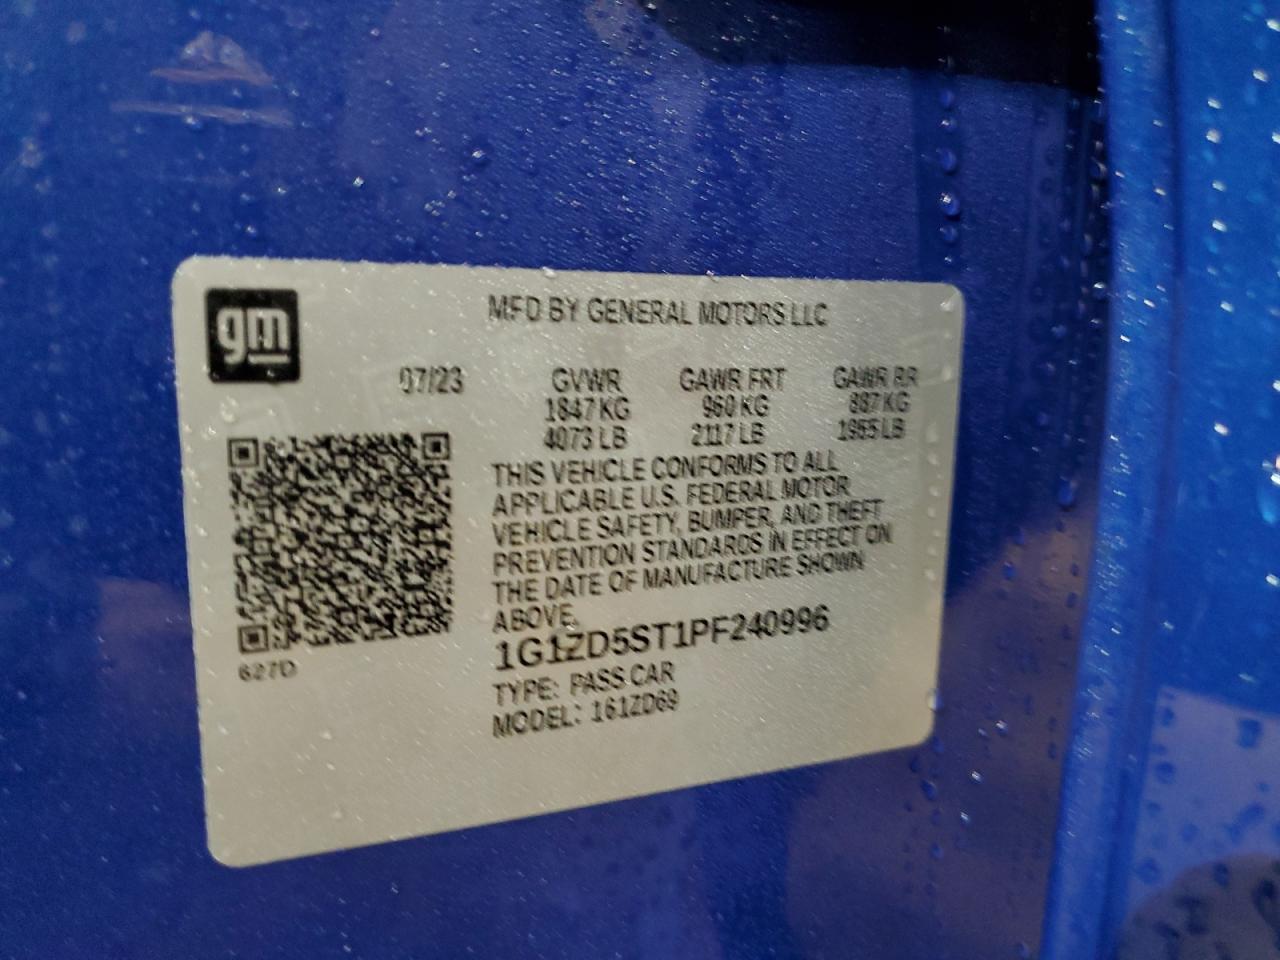 gm
MFD BY GENERAL MOTORS LLC
07/23 GVWR GAWR FRT GAWR RR
1847 KG 960 KG 887 KG
4073 LB 2117 LB 1955 LB
THIS VEHICLE CONFORMS TO ALL
APPLICABLE U.S. FEDERAL MOTOR
VEHICLE SAFETY, BUMPER, AND THEFT
PREVENTION STANDARDS IN EFFECT ON
THE DATE OF MANUFACTURE SHOWN
ABOVE.
1G1ZD5ST1PF240996
627D
TYPE: PASS CAR
MODEL: 161ZD69